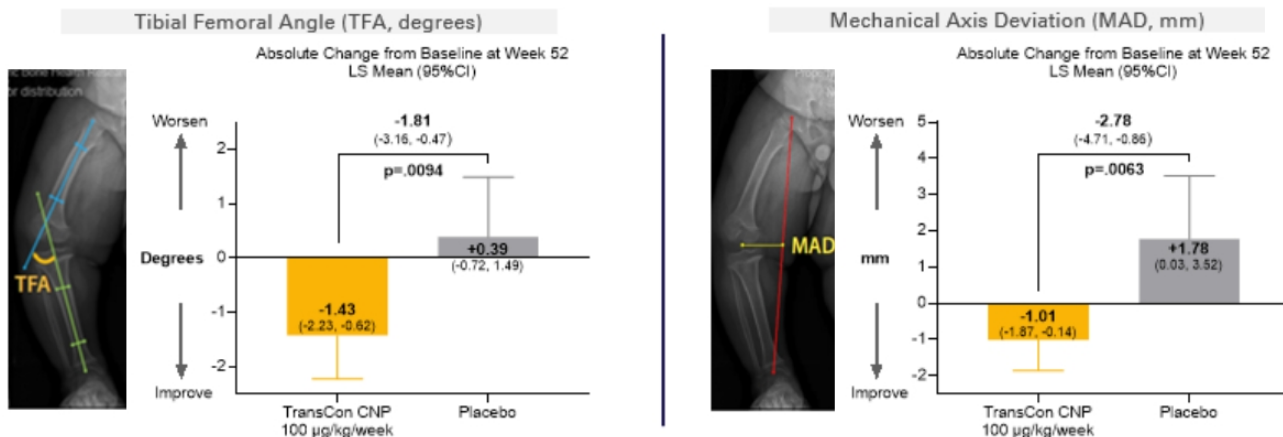 Tibial Femoral Angle (TFA, degrees)
Absolute Change from Baseline at Week 52
LS Mean (95%CI)
for distribution
Worsen
Degrees
Improve
2
1
0
-1
-2
-1.81
(-3.16, -0.47)
p=.0094
+0.39
(-0.72, 1.49)
-1.43
(-2.23, -0.62)
TFA
TransCon CNP
100 µg/kg/week
Placebo
Mechanical Axis Deviation (MAD, mm)
Absolute Change from Baseline at Week 52
LS Mean (95%CI)
Worsen
mm
Improve
5
4
3
2
1
0
-1
-2
-2.78
(-4.71, -0.86)
p=.0063
+1.78
(0.03, 3.52)
-1.01
(-1.87, -0.14)
MAD
TransCon CNP
100 µg/kg/week
Placebo